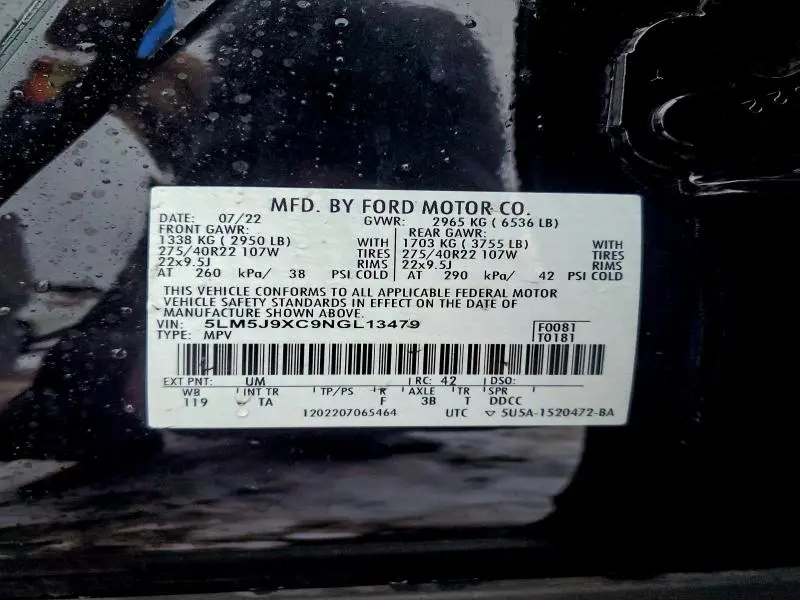 MFD. BY FORD MOTOR CO.
DATE: 07/22 GVWR: 2965 KG ( 6536 LB)
FRONT GAWR: REAR GAWR:
1338 KG ( 2950 LB) WITH 1703 KG ( 3755 LB) WITH
275/40R22 107W TIRES 275/40R22 107W TIRES
22x9.5J RIMS 22x9.5J RIMS
AT 260 kPa/ 38 PSI COLD AT 290 kPa/ 42 PSI COLD
THIS VEHICLE CONFORMS TO ALL APPLICABLE FEDERAL MOTOR
VEHICLE SAFETY STANDARDS IN EFFECT ON THE DATE OF
MANUFACTURE SHOWN ABOVE.
VIN: 5LM5J9XC9NGL13479 F0081
TYPE: MPV T0181
EXT PNT: UM RC: 42 DSO:
WB INT TR TP/PS R AXLE TR SPR
119 TA F 3B T DDCC
1202207065464 UTC ▽ 5U5A-1520472-BA